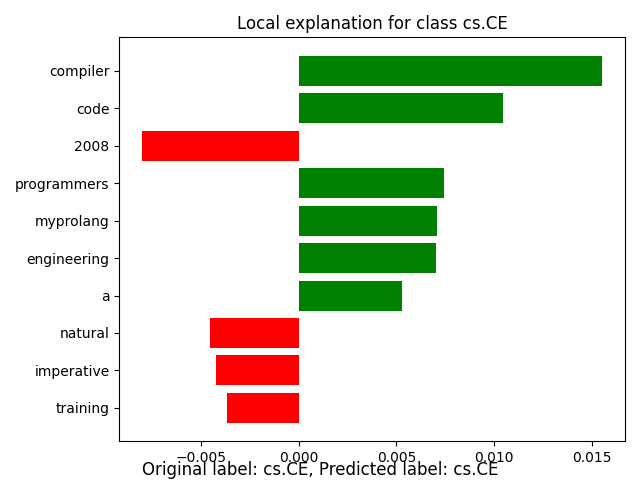 Local explanation for class cs.CE
compiler
code
2008
programmers
myprolang
engineering
a
natural
imperative
training
−0.005 0.000 0.005 0.010 0.015
Original label: cs.CE, Predicted label: cs.CE